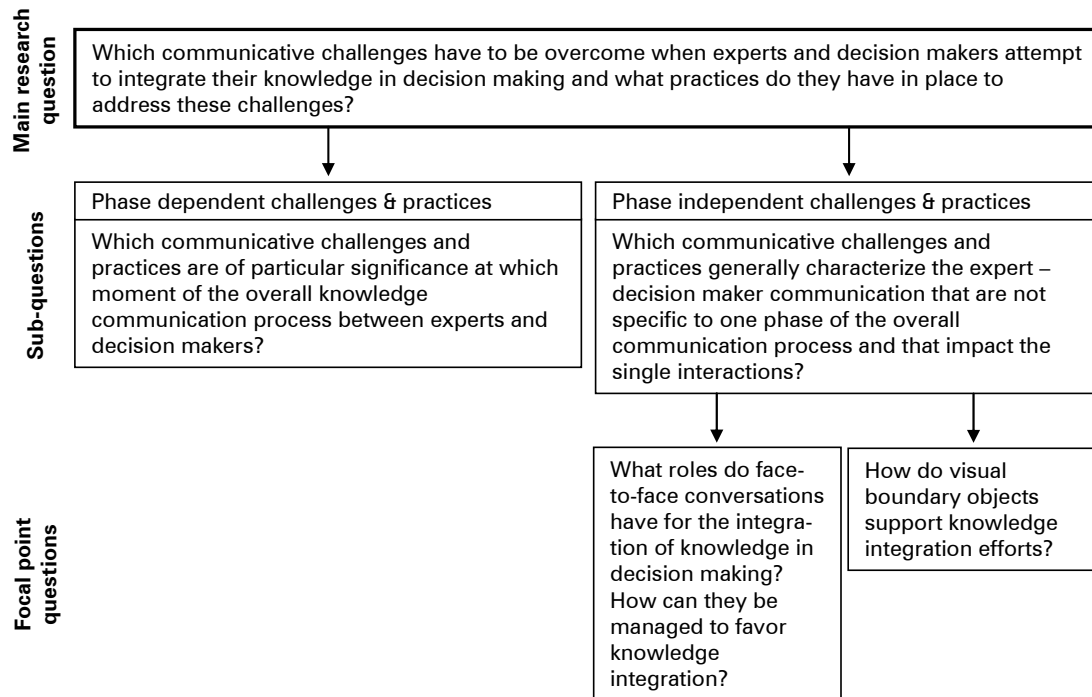 Main research
question
Which communicative challenges have to be overcome when experts and decision makers attempt
to integrate their knowledge in decision making and what practices do they have in place to
address these challenges?
Sub-questions
Phase dependent challenges & practices
Which communicative challenges and
practices are of particular significance at which
moment of the overall knowledge
communication process between experts and
decision makers?
Phase independent challenges & practices
Which communicative challenges and
practices generally characterize the expert –
decision maker communication that are not
specific to one phase of the overall
communication process and that impact the
single interactions?
Focal point
questions
What roles do face-
to-face conversations
have for the integra-
tion of knowledge in
decision making?
How can they be
managed to favor
knowledge
integration?
How do visual
boundary objects
support knowledge
integration efforts?